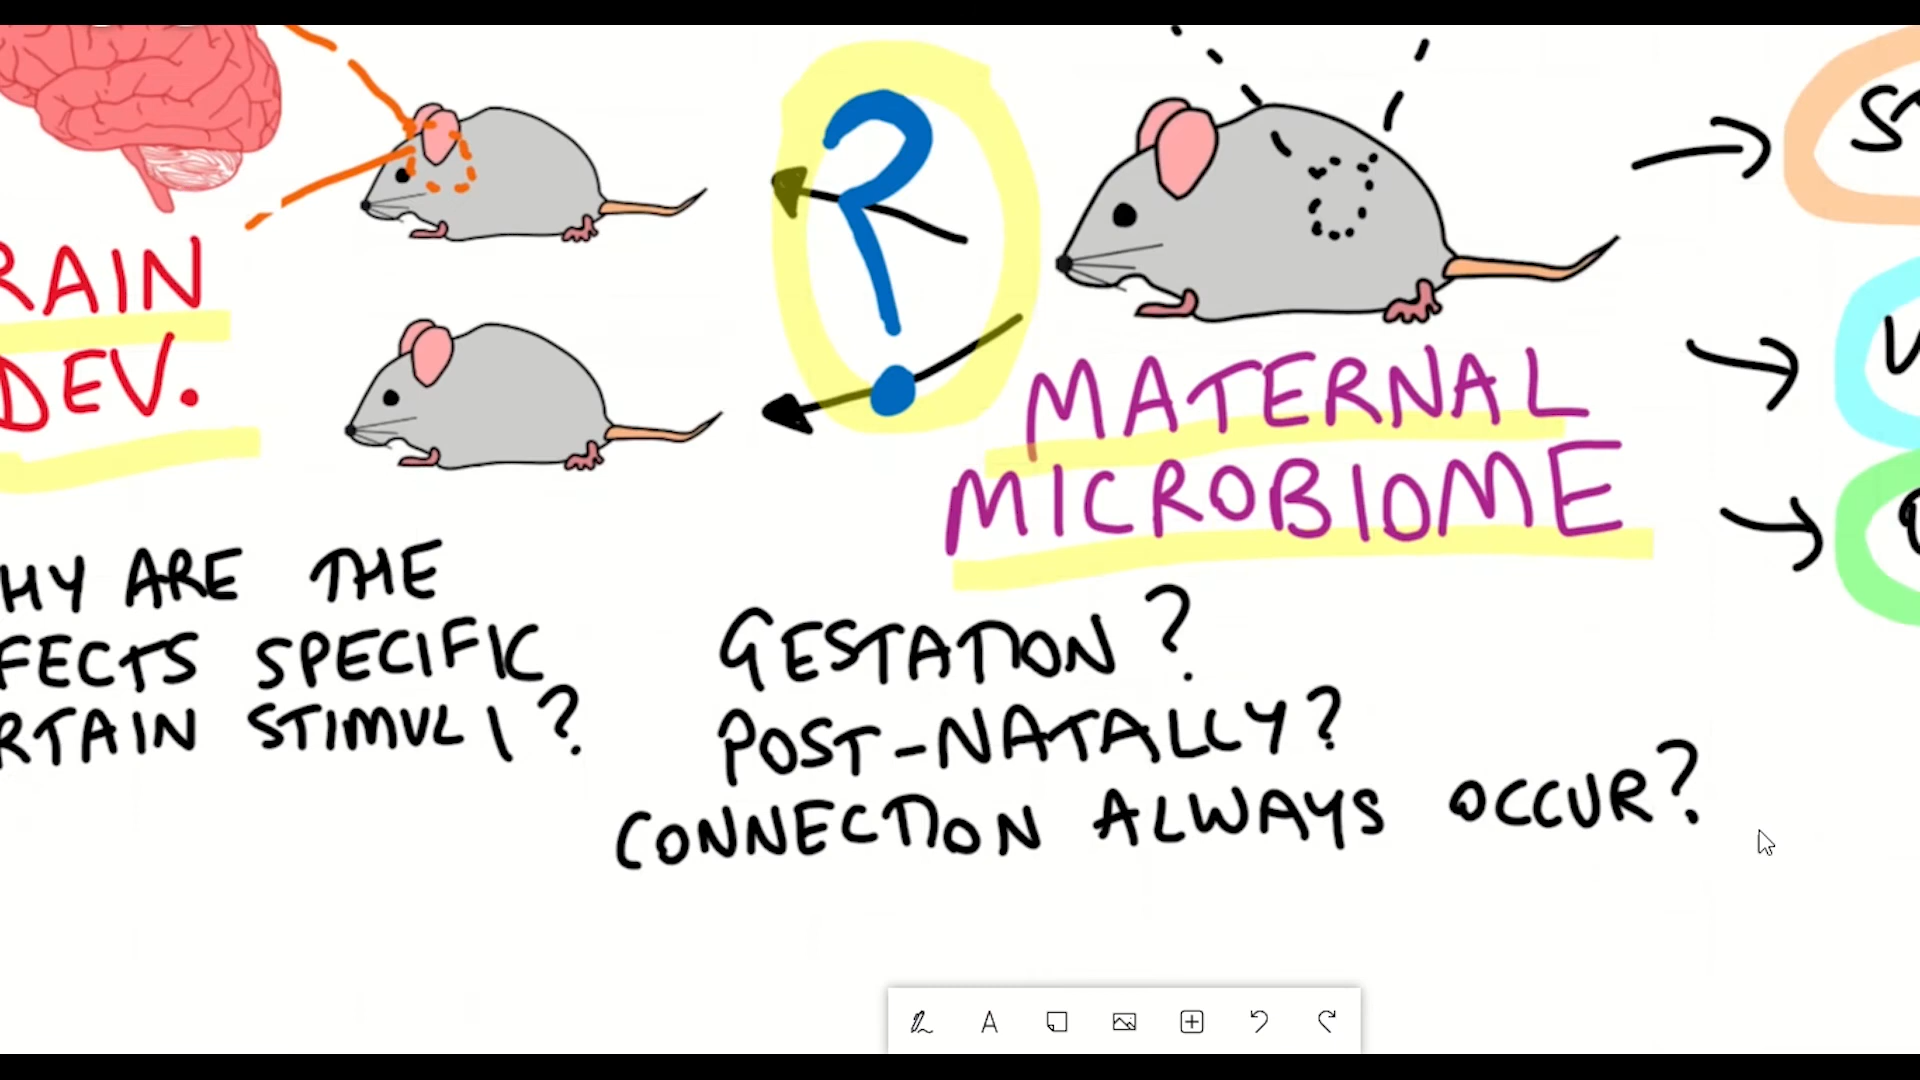 RAIN
DEV.
?
MATERNAL
MICROBIOME
HY ARE THE
FECTS SPECIFIC
RTAIN STIMULI?
GESTATION?
POST-NATALLY?
CONNECTION ALWAYS OCCUR?